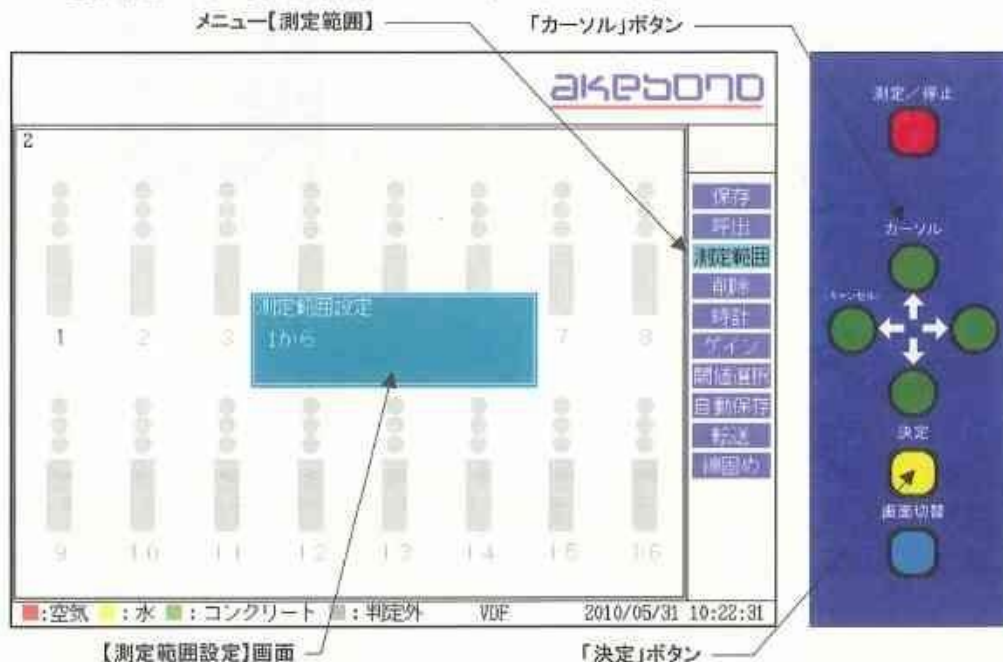 メニュー【測定範囲】
「カーソル」ボタン
akebono
2
保存
呼出
測定範囲
削除
時計
ゲイン
閾値選択
自動保存
転送
締固め
測定範囲設定
1から
1 2 3 7 8
9 10 11 12 13 14 15 16
■:空気 ■:水 ■:コンクリート ■:判定外 VDF 2010/05/31 10:22:31
測定/停止
カーソル
キャンセル
決定
画面切替
【測定範囲設定】画面
「決定」ボタン